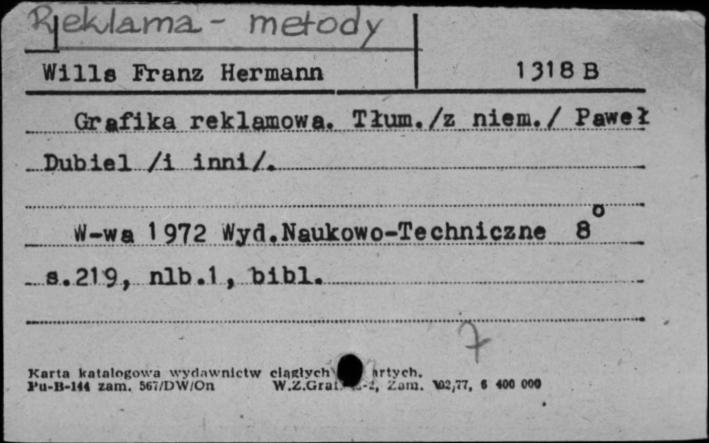 Reklama - metody
Wills Franz Hermann 1318 B
Grafika reklamowa. Tłum./z niem./ Paweł
Dubiel /i inni/.
W-wa 1972 Wyd.Naukowo-Techniczne 8°
s.219, nlb.1, bibl.
7
Karta katalogowa wydawnictw ciągłych
Pu-B-144 zam. 567/DW/On W.Z.Graf. Zam. 102,77, 6 400 000